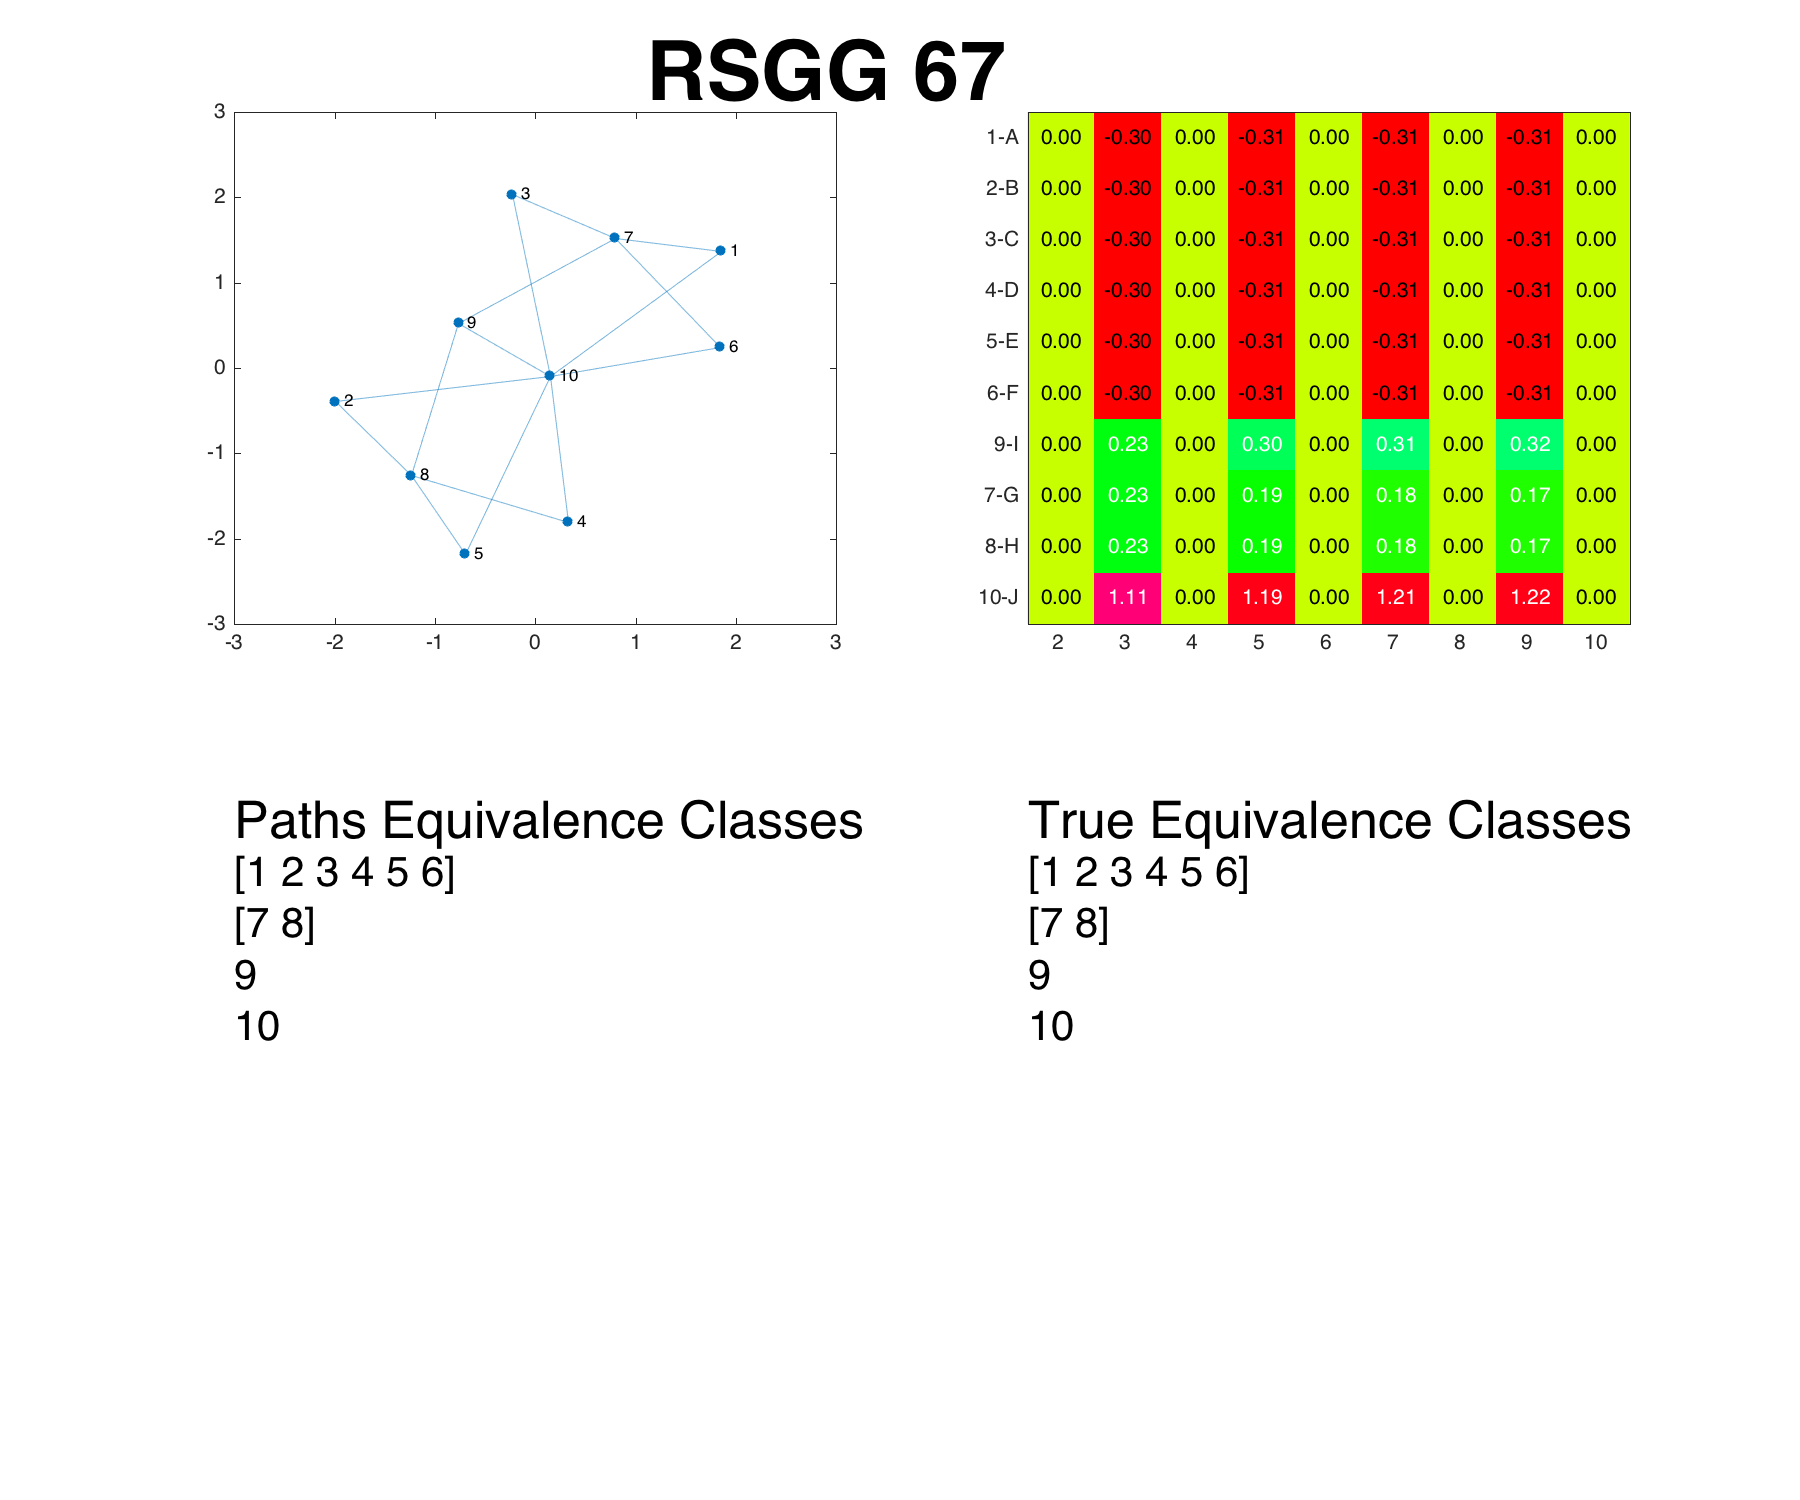 RSGG 67
3
2
1
0
-1
-2
-3
-3 -2 -1 0 1 2 3
3
7
1
9
6
10
2
8
4
5
1-A 0.00 -0.30 0.00 -0.31 0.00 -0.31 0.00 -0.31 0.00
2-B 0.00 -0.30 0.00 -0.31 0.00 -0.31 0.00 -0.31 0.00
3-C 0.00 -0.30 0.00 -0.31 0.00 -0.31 0.00 -0.31 0.00
4-D 0.00 -0.30 0.00 -0.31 0.00 -0.31 0.00 -0.31 0.00
5-E 0.00 -0.30 0.00 -0.31 0.00 -0.31 0.00 -0.31 0.00
6-F 0.00 -0.30 0.00 -0.31 0.00 -0.31 0.00 -0.31 0.00
9-I 0.00 0.23 0.00 0.30 0.00 0.31 0.00 0.32 0.00
7-G 0.00 0.23 0.00 0.19 0.00 0.18 0.00 0.17 0.00
8-H 0.00 0.23 0.00 0.19 0.00 0.18 0.00 0.17 0.00
10-J 0.00 1.11 0.00 1.19 0.00 1.21 0.00 1.22 0.00
2 3 4 5 6 7 8 9 10
Paths Equivalence Classes
[1 2 3 4 5 6]
[7 8]
9
10
True Equivalence Classes
[1 2 3 4 5 6]
[7 8]
9
10